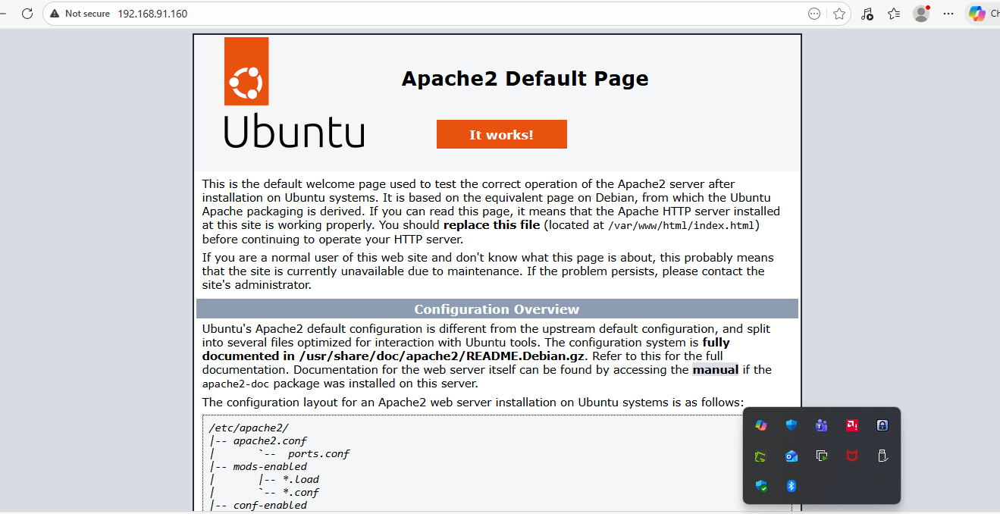 Not secure 192.168.91.160
Ch
Apache2 Default Page
Ubuntu
It works!
This is the default welcome page used to test the correct operation of the Apache2 server after
installation on Ubuntu systems. It is based on the equivalent page on Debian, from which the Ubuntu
Apache packaging is derived. If you can read this page, it means that the Apache HTTP server installed
at this site is working properly. You should replace this file (located at /var/www/html/index.html)
before continuing to operate your HTTP server.
If you are a normal user of this web site and don't know what this page is about, this probably means
that the site is currently unavailable due to maintenance. If the problem persists, please contact the
site's administrator.
Configuration Overview
Ubuntu's Apache2 default configuration is different from the upstream default configuration, and split
into several files optimized for interaction with Ubuntu tools. The configuration system is fully
documented in /usr/share/doc/apache2/README.Debian.gz. Refer to this for the full
documentation. Documentation for the web server itself can be found by accessing the manual if the
apache2-doc package was installed on this server.
The configuration layout for an Apache2 web server installation on Ubuntu systems is as follows:
/etc/apache2/
|-- apache2.conf
|       `--  ports.conf
|-- mods-enabled
|       |-- *.load
|       `-- *.conf
|-- conf-enabled